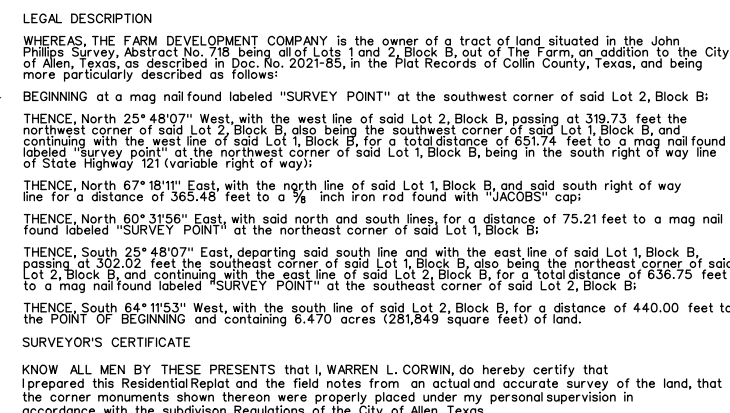 LEGAL DESCRIPTION
WHEREAS, THE FARM DEVELOPMENT COMPANY is the owner of a tract of land situated in the John
Phillips Survey, Abstract No. 718 being all of Lots 1 and 2, Block B, out of The Farm, an addition to the City
of Allen, Texas, as described in Doc. No. 2021-85, in the Plat Records of Collin County, Texas, and being
more particularly described as follows:
BEGINNING at a mag nail found labeled "SURVEY POINT" at the southwest corner of said Lot 2, Block B;
THENCE, North 25° 48'07" West, with the west line of said Lot 2, Block B, passing at 319.73 feet the
northwest corner of said Lot 2, Block B, also being the southwest corner of said Lot 1, Block B, and
continuing with the west line of said Lot 1, Block B, for a total distance of 651.74 feet to a mag nail found
labeled "survey point" at the northwest corner of said Lot 1, Block B, being in the south right of way line
of State Highway 121 (variable right of way);
THENCE, North 67° 18'11" East, with the north line of said Lot 1, Block B, and said south right of way
line for a distance of 365.48 feet to a 5/8 inch iron rod found with "JACOBS" cap;
THENCE, North 60° 31'56" East, with said north and south lines, for a distance of 75.21 feet to a mag nail
found labeled "SURVEY POINT" at the northeast corner of said Lot 1, Block B;
THENCE, South 25° 48'07" East, departing said south line and with the east line of said Lot 1, Block B,
passing at 302.02 feet the southeast corner of said Lot 1, Block B, also being the northeast corner of said
Lot 2, Block B, and continuing with the east line of said Lot 2, Block B, for a total distance of 636.75 feet
to a mag nail found labeled "SURVEY POINT" at the southeast corner of said Lot 2, Block B;
THENCE, South 64° 11'53" West, with the south line of said Lot 2, Block B, for a distance of 440.00 feet to
the POINT OF BEGINNING and containing 6.470 acres (281,849 square feet) of land.
SURVEYOR'S CERTIFICATE
KNOW ALL MEN BY THESE PRESENTS that I, WARREN L. CORWIN, do hereby certify that
I prepared this Residential Replat and the field notes from an actual and accurate survey of the land, that
the corner monuments shown thereon were properly placed under my personal supervision in
accordance with the subdivison Regulations of the City of Allen, Texas.